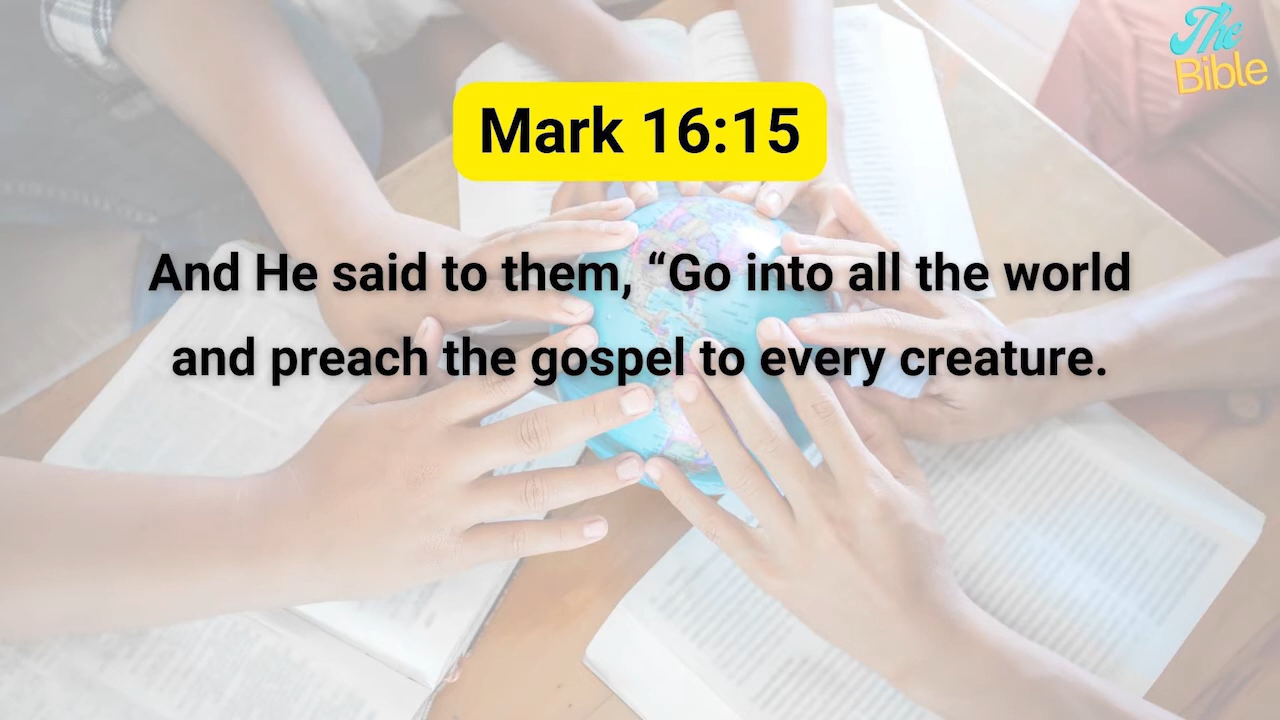 The
Bible
Mark 16:15
And He said to them, “Go into all the world
and preach the gospel to every creature.